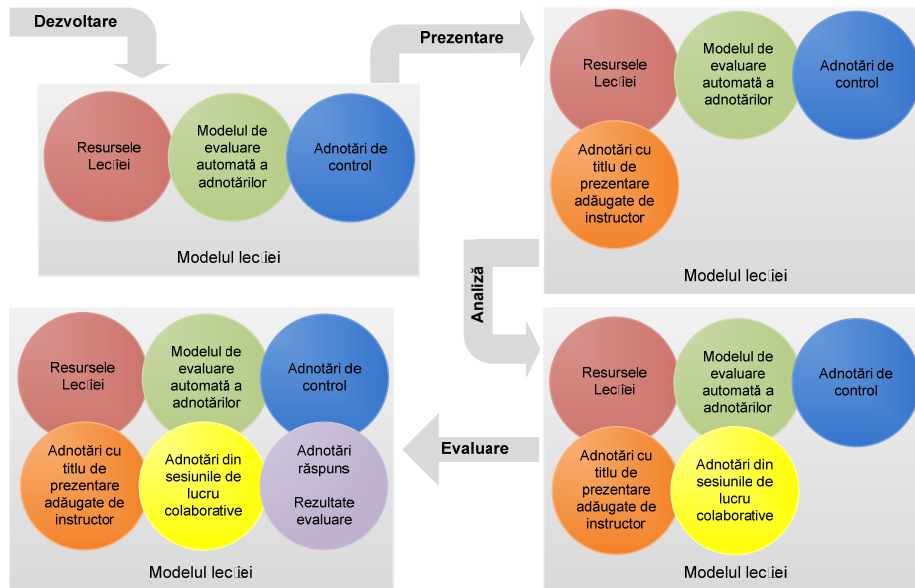 Dezvoltare
Resursele
Lec▯iei
Modelul de
evaluare
automată a
adnotărilor
Adnotări de
control
Modelul lec▯iei
Prezentare
Resursele
Lec▯iei
Modelul de
evaluare
automată a
adnotărilor
Adnotări de
control
Adnotări cu
titlu de
prezentare
adăugate de
instructor
Modelul lec▯iei
Analiză
Resursele
Lec▯iei
Modelul de
evaluare
automată a
adnotărilor
Adnotări de
control
Adnotări cu
titlu de
prezentare
adăugate de
instructor
Adnotări din
sesiunile de
lucru
colaborative
Modelul lec▯iei
Evaluare
Resursele
Lec▯iei
Modelul de
evaluare
automată a
adnotărilor
Adnotări de
control
Adnotări cu
titlu de
prezentare
adăugate de
instructor
Adnotări din
sesiunile de
lucru
colaborative
Adnotări
răspuns
Rezultate
evaluare
Modelul lec▯iei